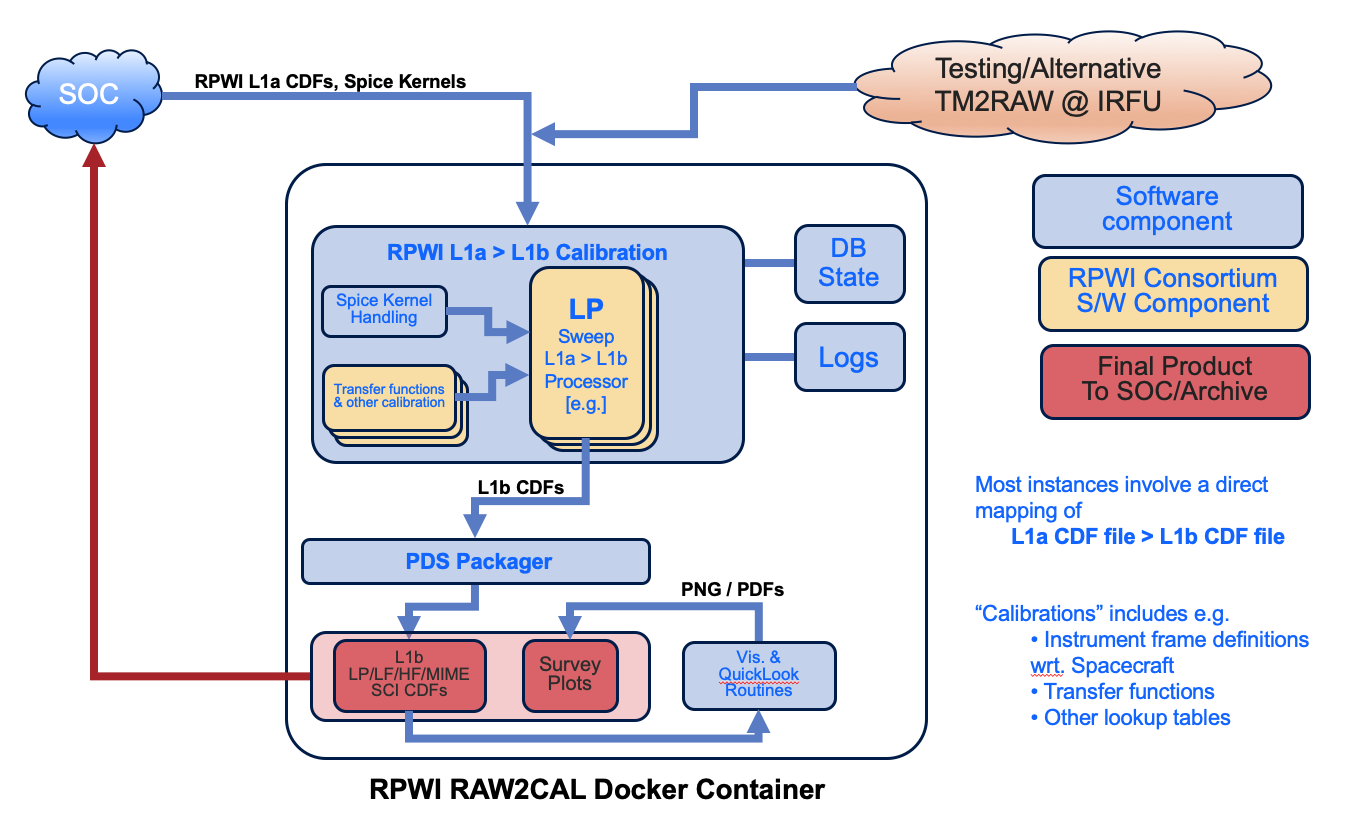 SOC
RPWI L1a CDFs, Spice Kernels
Testing/Alternative
TM2RAW @ IRFU
Software
component
RPWI Consortium
S/W Component
Final Product
To SOC/Archive
RPWI L1a > L1b Calibration
Spice Kernel
Handling
Transfer functions
& other calibration
LP
Sweep
L1a > L1b
Processor
[e.g.]
DB
State
Logs
L1b CDFs
PDS Packager
PNG / PDFs
L1b
LP/LF/HF/MIME
SCI CDFs
Survey
Plots
Vis. &
QuickLook
Routines
RPWI RAW2CAL Docker Container
Most instances involve a direct
mapping of
L1a CDF file > L1b CDF file
“Calibrations” includes e.g.
• Instrument frame definitions
wrt. Spacecraft
• Transfer functions
• Other lookup tables